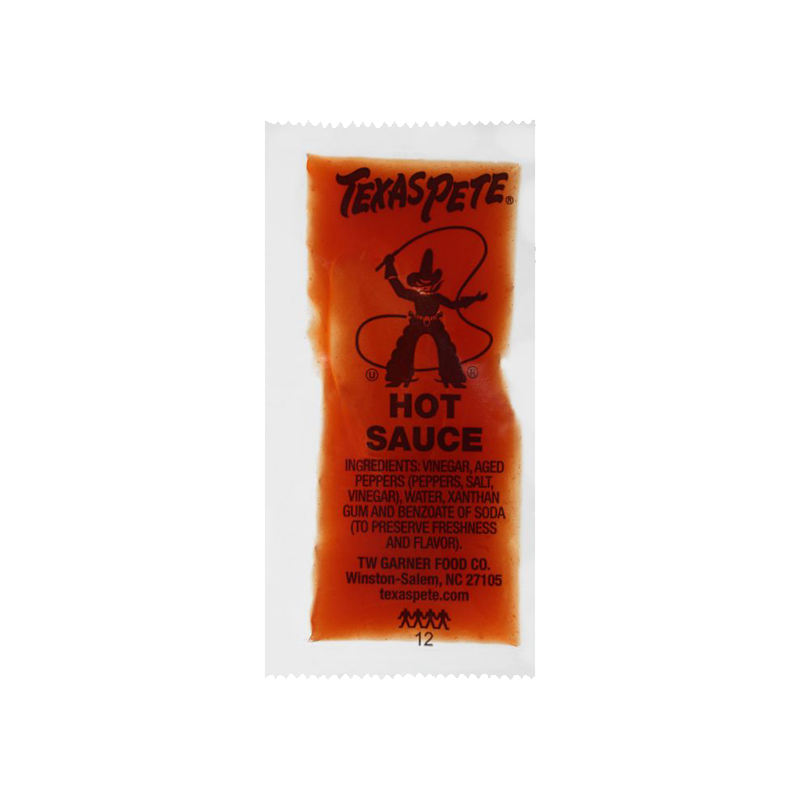 TEXAS PETE®
U K
HOT
SAUCE
INGREDIENTS: VINEGAR, AGED
PEPPERS (PEPPERS, SALT,
VINEGAR), WATER, XANTHAN
GUM AND BENZOATE OF SODA
(TO PRESERVE FRESHNESS
AND FLAVOR).
TW GARNER FOOD CO.
Winston-Salem, NC 27105
texaspete.com
12